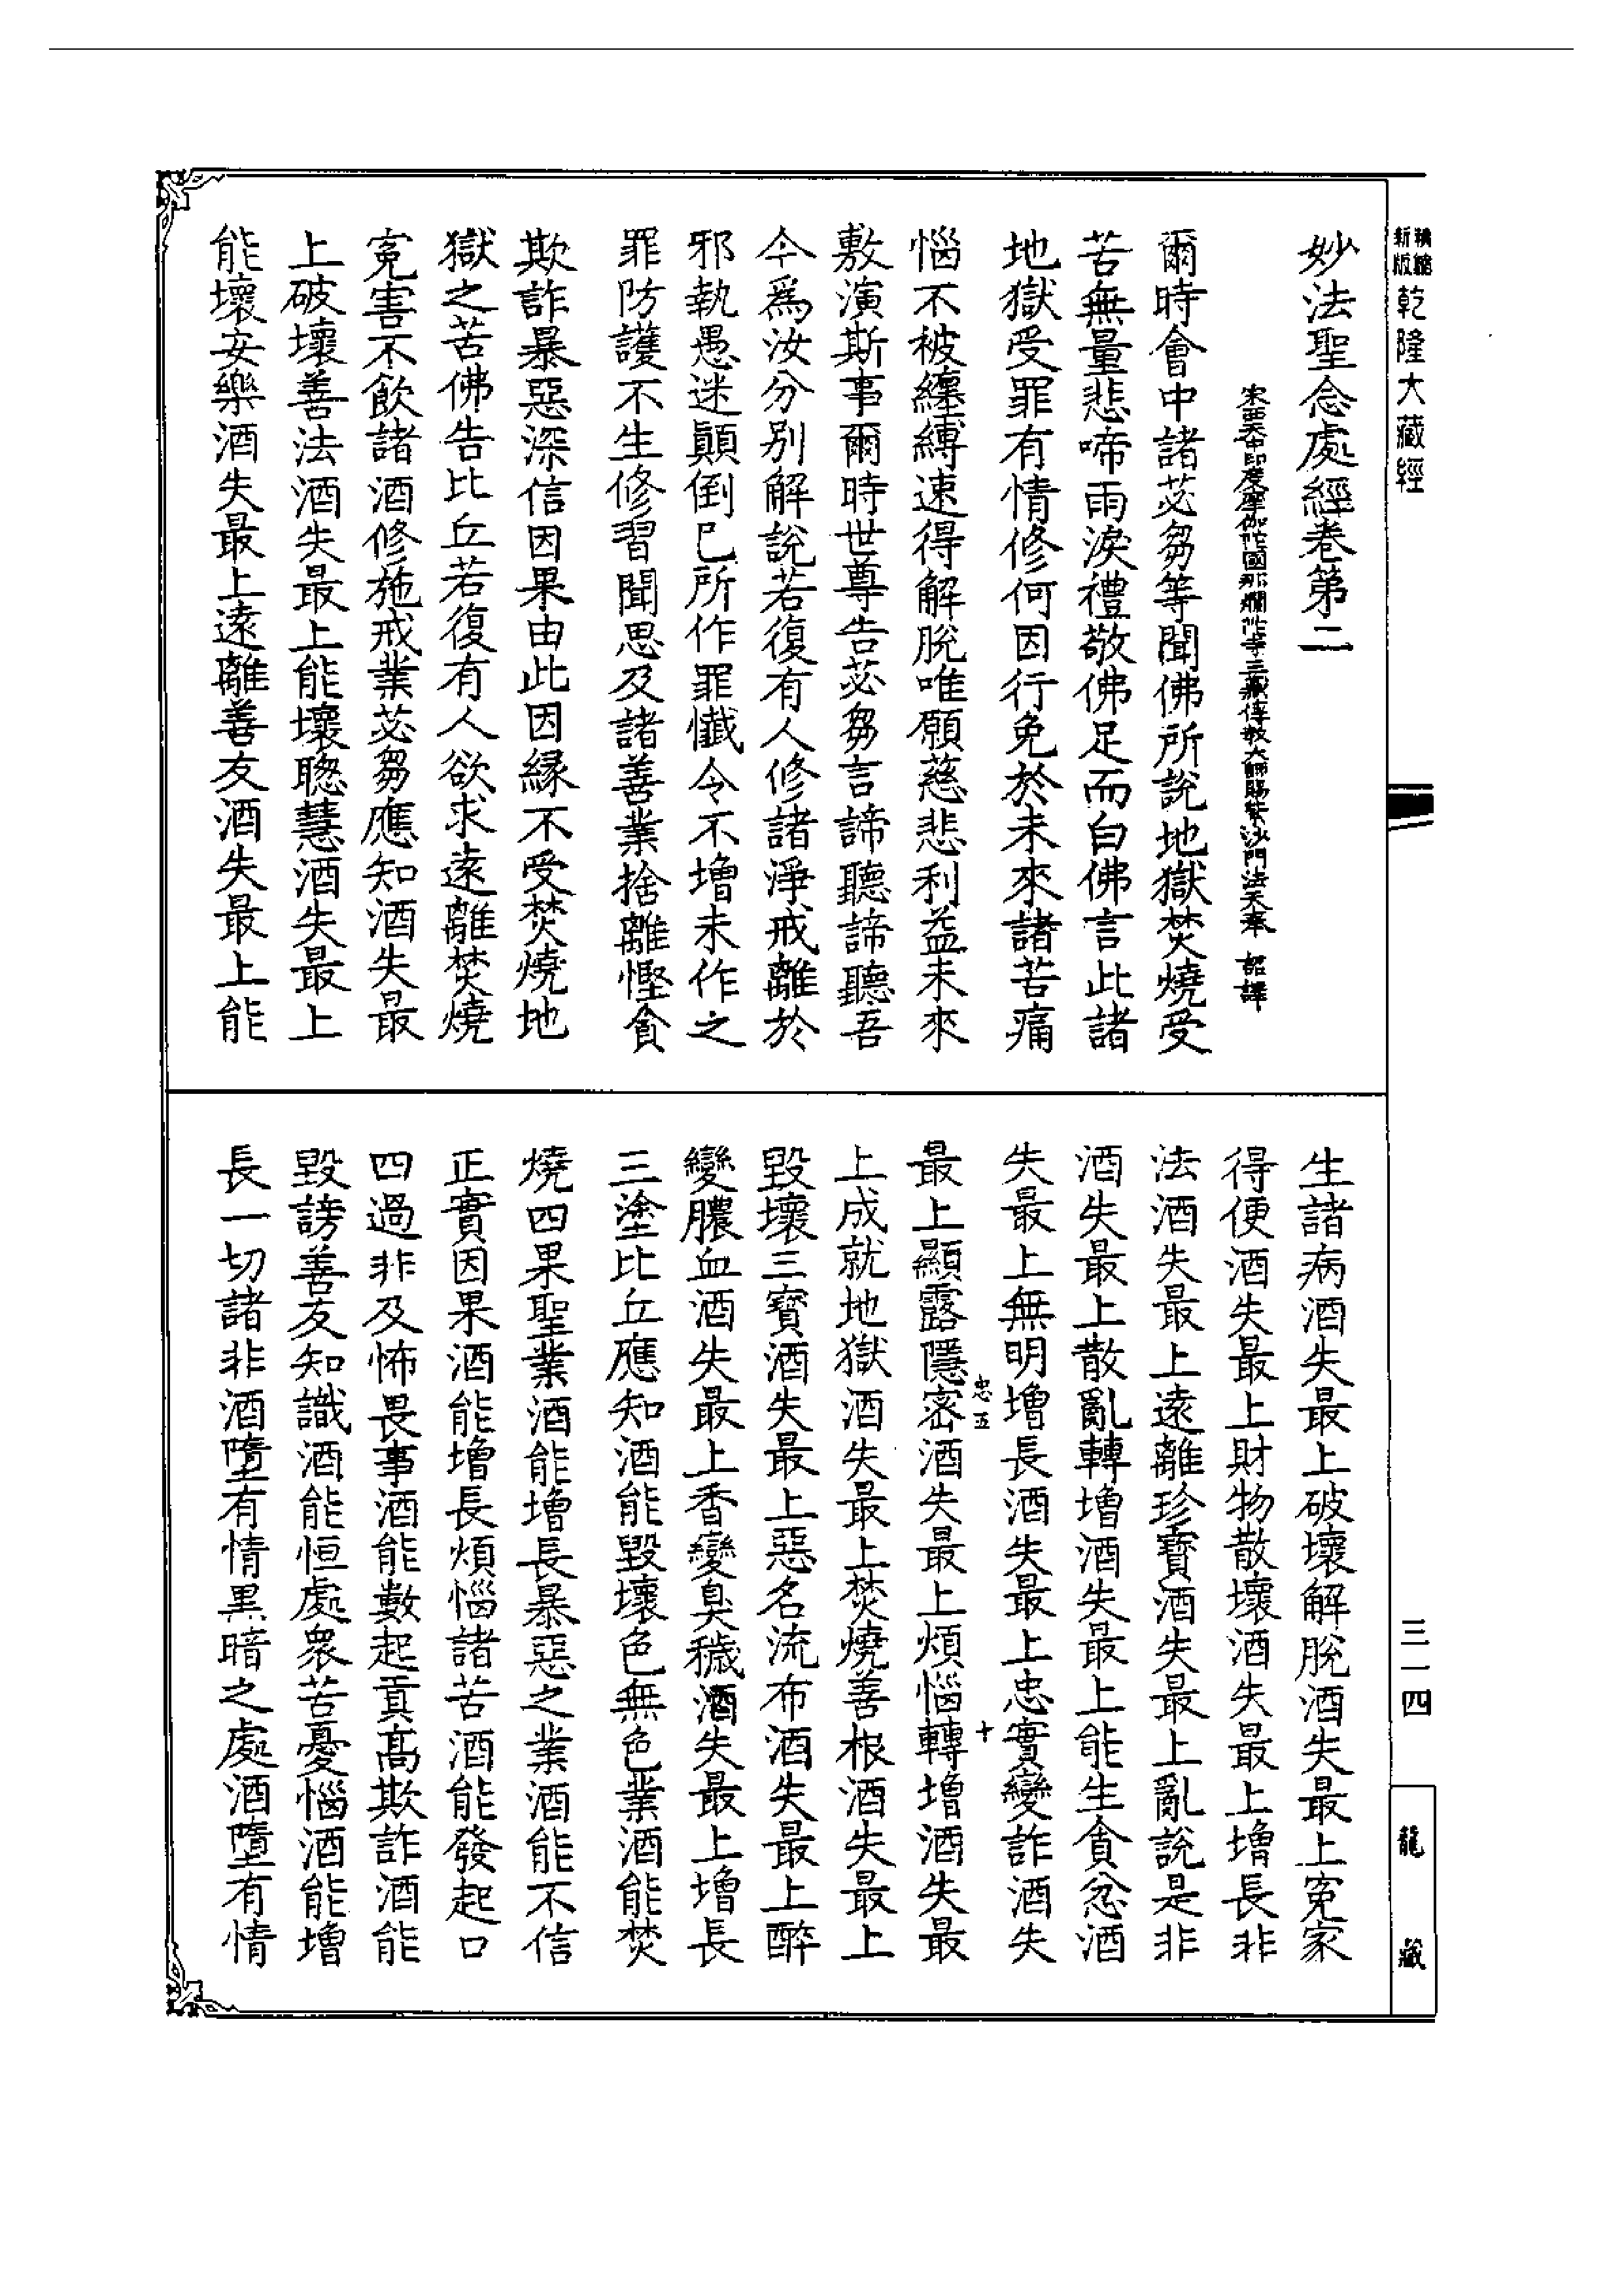 精縮
新版
乾隆大藏經
三一四
龍藏
妙法聖念處經卷第二
宋西天中印度摩伽陀國那爛陀寺三藏傳教大師賜紫沙門法天奉 詔譯
爾時會中諸苾芻等聞佛所說地獄焚燒受
苦無量悲啼雨淚禮敬佛足而白佛言此諸
地獄受罪有情修何因行免於未來諸苦痛
惱不被纏縛速得解脫唯願慈悲利益未來
敷演斯事爾時世尊告苾芻言諦聽諦聽吾
今爲汝分別解說若復有人修諸淨戒離於
邪執愚迷顚倒已所作罪懺令不增未作之
罪防護不生修習聞思及諸善業捨離慳貪
欺詐暴惡深信因果由此因縁不受焚燒地
獄之苦佛告比丘若復有人欲求遠離焚燒
寃害不飲諸酒修施戒業苾芻應知酒失最
上破壞善法酒失最上能壞聰慧酒失最上
能壞安樂酒失最上遠離善友酒失最上能
生諸病酒失最上破壞解脫酒失最上寃家
得便酒失最上財物散壞酒失最上增長非
法酒失最上遠離珍寶酒失最上亂說是非
酒失最上散亂轉增酒失最上能生貪忿酒
失最上無明增長酒失最上忠實變詐酒失
忠五
十
最上顯露隱密酒失最上煩惱轉增酒失最
上成就地獄酒失最上焚燒善根酒失最上
毀壞三寶酒失最上惡名流布酒失最上醉
變膿血酒失最上香變臭穢酒失最上增長
三塗比丘應知酒能毀壞色無色業酒能焚
燒四果聖業酒能增長暴惡之業酒能不信
正實因果酒能增長煩惱諸苦酒能發起口
四過非及怖畏事酒能數起貢高欺詐酒能
毀謗善友知識酒能恒處衆苦憂惱酒能增
長一切諸非酒墮有情黑暗之處酒墮有情